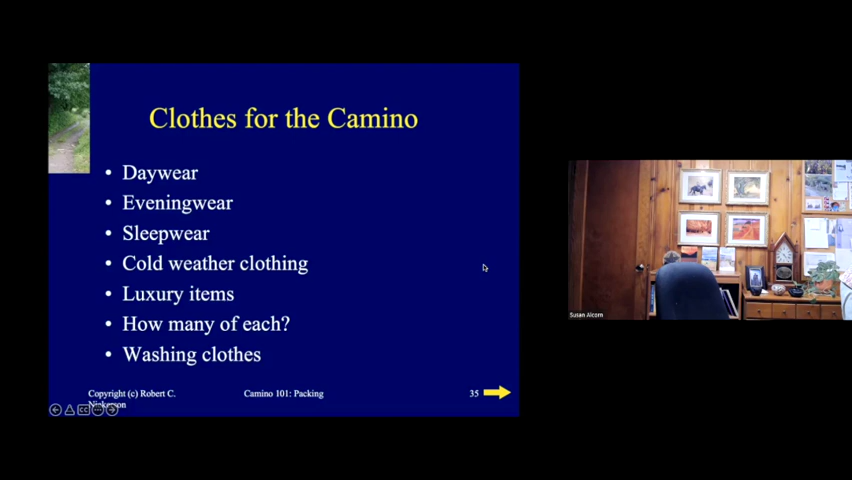 Clothes for the Camino
• Daywear
• Eveningwear
• Sleepwear
• Cold weather clothing
• Luxury items
• How many of each?
• Washing clothes
Copyright (c) Robert C.
Camino 101: Packing
35
Susan Alcorn